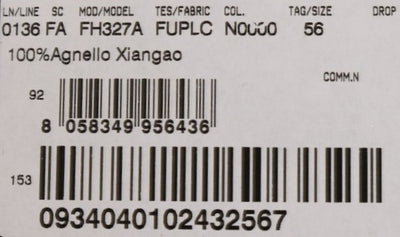 LN/LINE SC MOD/MODEL TES/FABRIC COL. TAG/SIZE DROP
0136 FA FH327A FUPLC N0000 56
100%Agnello Xiangao
COMM.N
92
8 058349 956436
153
0934040102432567